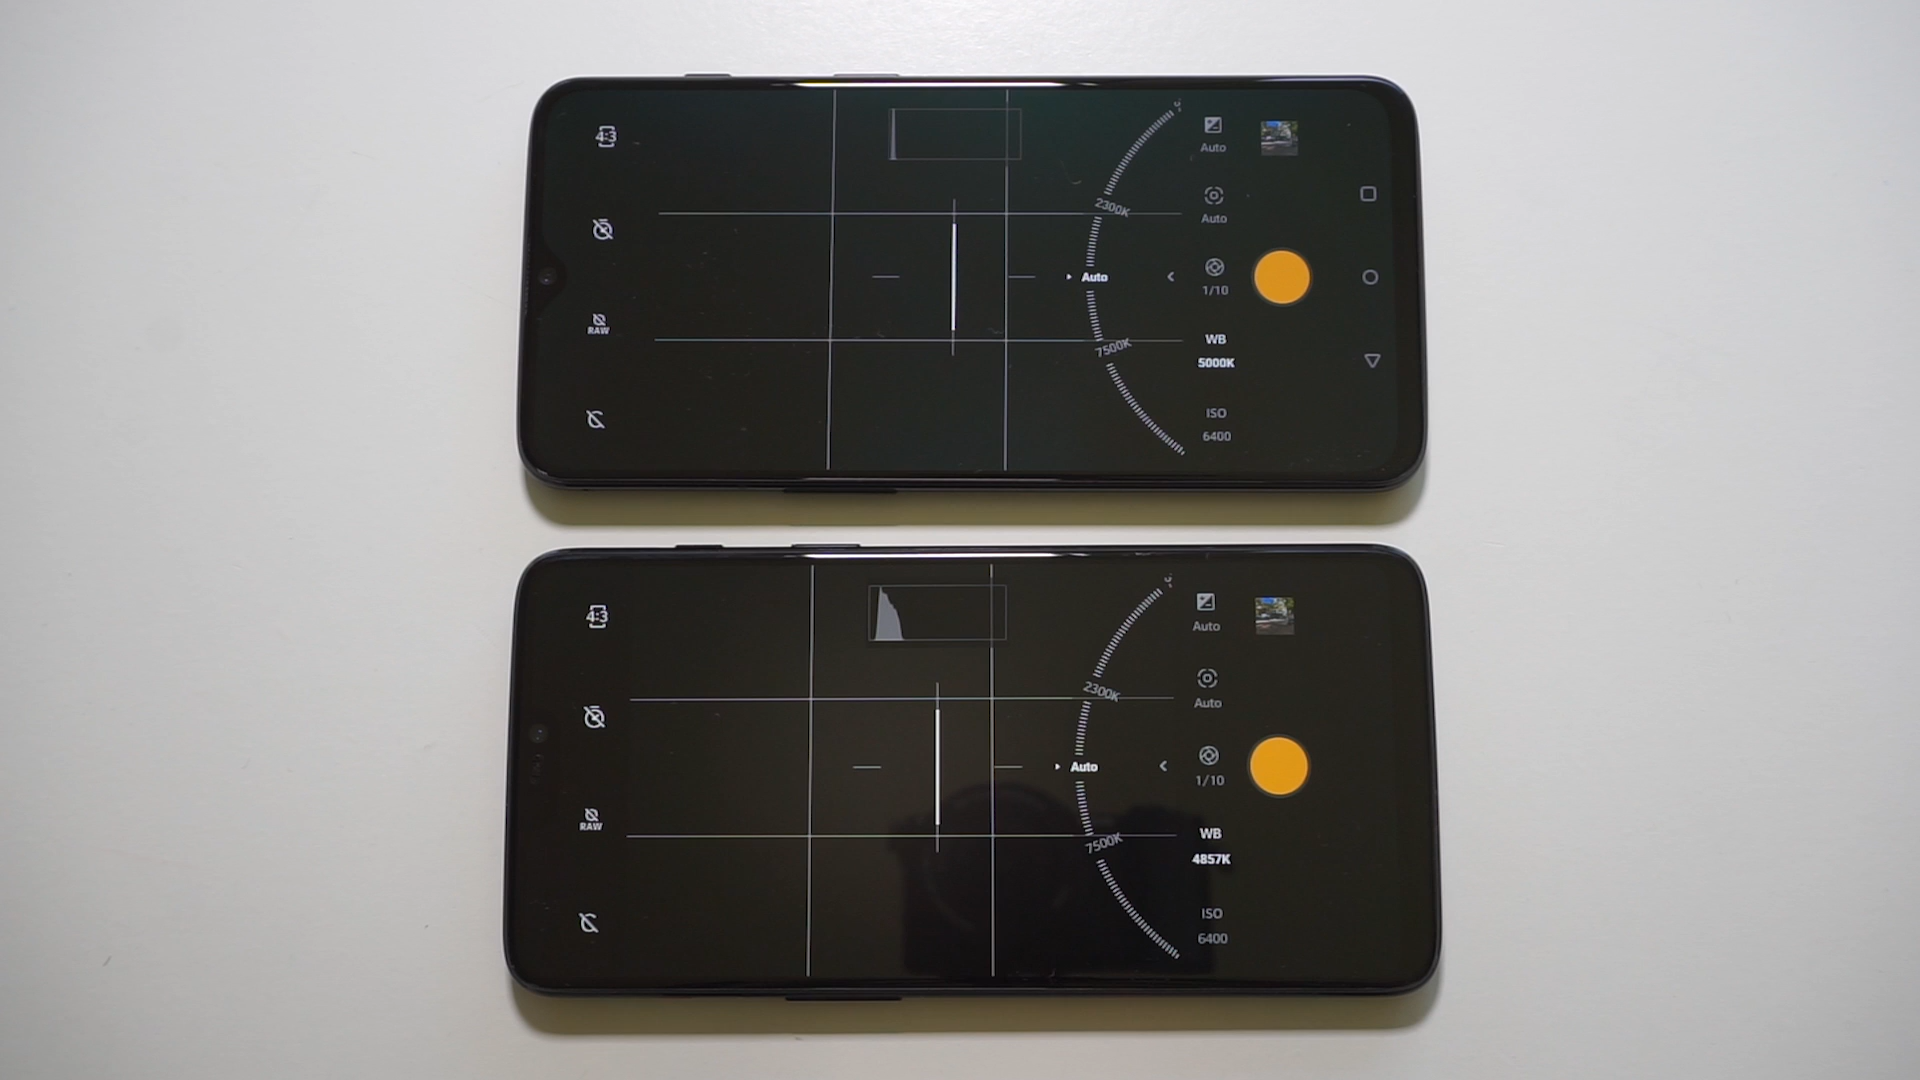 4:3
Auto
2300K
Auto
Auto
1/10
RAW
WB
7500K
5000K
ISO
6400
4:3
Auto
2300K
Auto
Auto
1/10
RAW
WB
7500K
4857K
ISO
6400